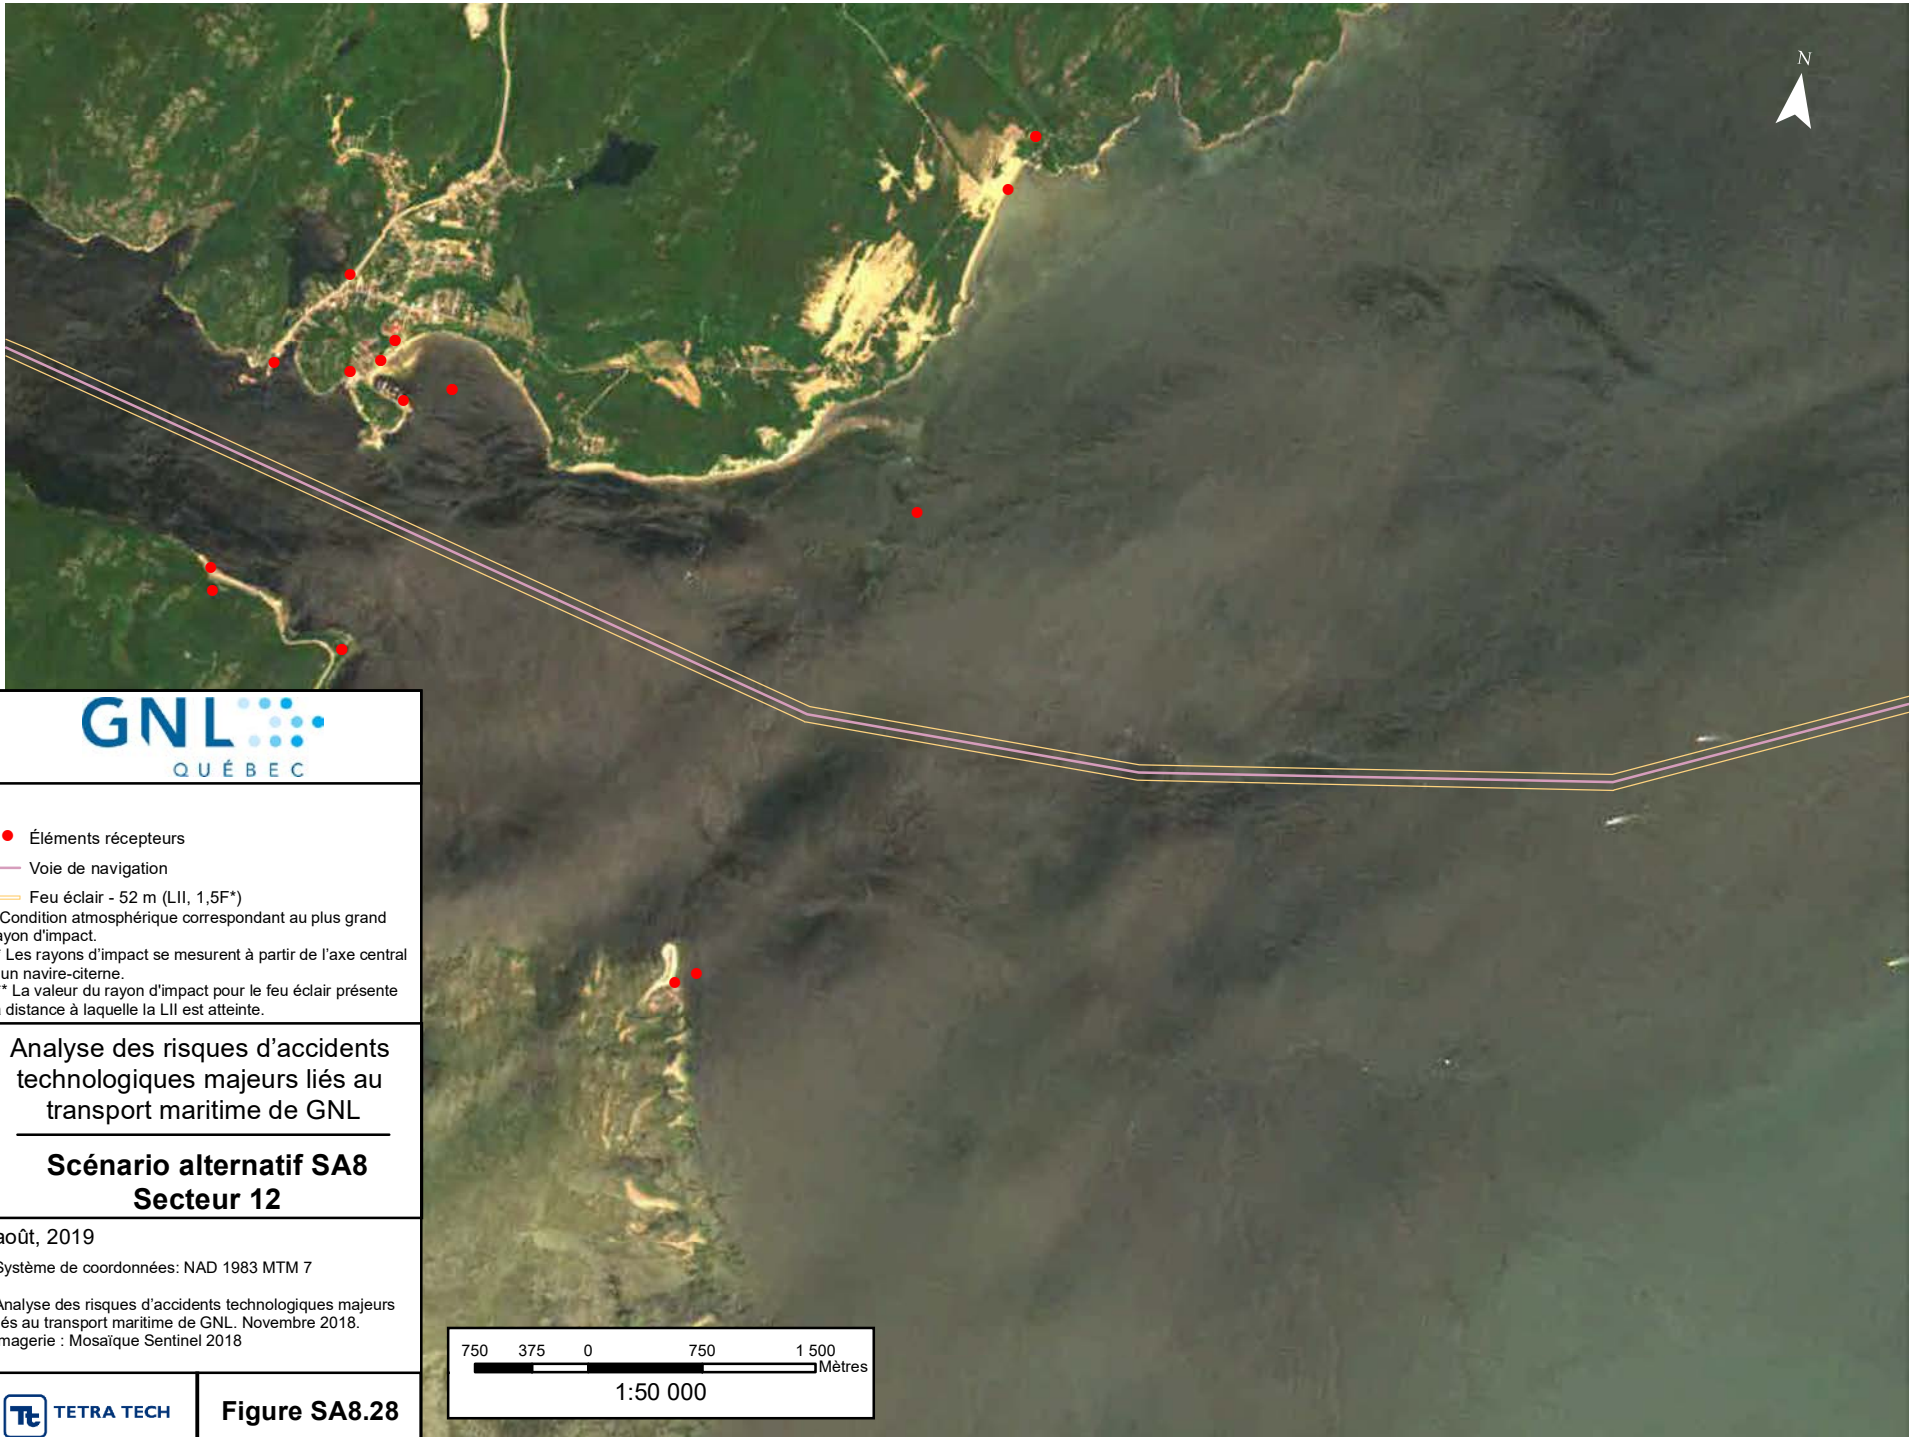 N
GNL
QUÉBEC
Éléments récepteurs
Voie de navigation
Feu éclair - 52 m (LII, 1,5F*)
Condition atmosphérique correspondant au plus grand
ayon d'impact.
* Les rayons d'impact se mesurent à partir de l'axe central
un navire-citerne.
** La valeur du rayon d'impact pour le feu éclair présente
distance à laquelle la LII est atteinte.
Analyse des risques d'accidents
technologiques majeurs liés au
transport maritime de GNL
Scénario alternatif SA8
Secteur 12
août, 2019
Système de coordonnées: NAD 1983 MTM 7
Analyse des risques d'accidents technologiques majeurs
iés au transport maritime de GNL. Novembre 2018.
magerie : Mosaïque Sentinel 2018
750 375 0 750 1 500
Mètres
1:50 000
Tt TETRA TECH
Figure SA8.28